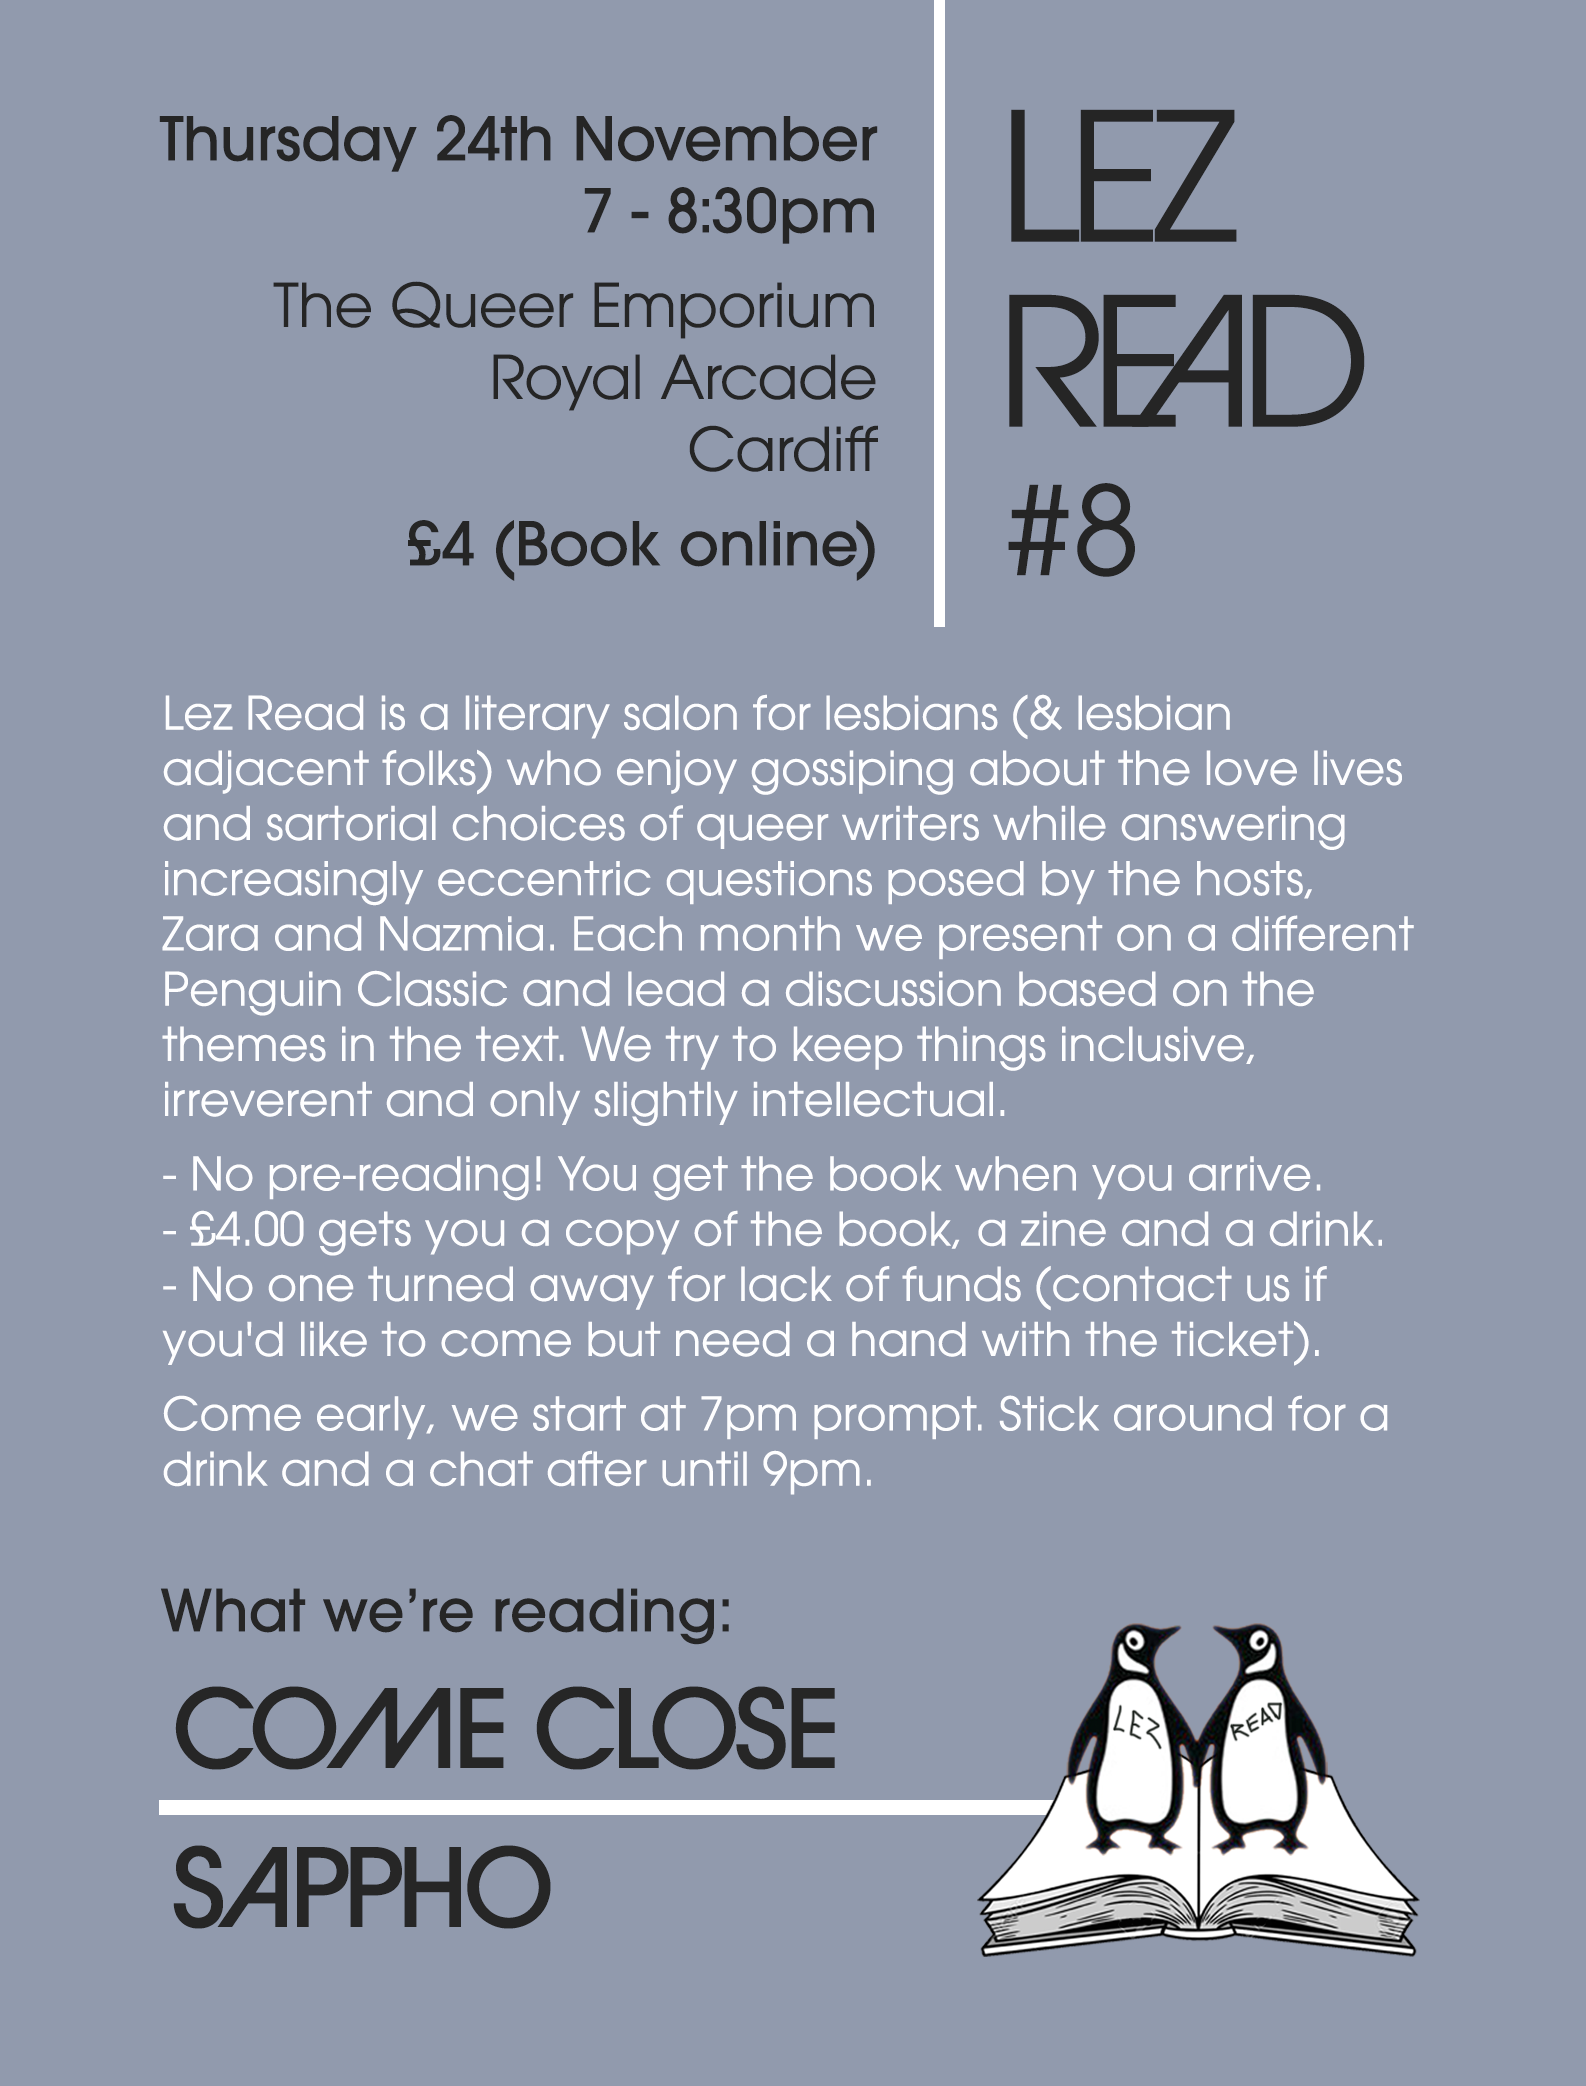 Thursday 24th November
7 - 8:30pm
The Queer Emporium
Royal Arcade
Cardiff
£4 (Book online)
LEZ
READ
#8
Lez Read is a literary salon for lesbians (& lesbian
adjacent folks) who enjoy gossiping about the love lives
and sartorial choices of queer writers while answering
increasingly eccentric questions posed by the hosts,
Zara and Nazmia. Each month we present on a different
Penguin Classic and lead a discussion based on the
themes in the text. We try to keep things inclusive,
irreverent and only slightly intellectual.
- No pre-reading! You get the book when you arrive.
- £4.00 gets you a copy of the book, a zine and a drink.
- No one turned away for lack of funds (contact us if
you'd like to come but need a hand with the ticket).
Come early, we start at 7pm prompt. Stick around for a
drink and a chat after until 9pm.
What we’re reading:
COME CLOSE
SAPPHO
LEZ
READ